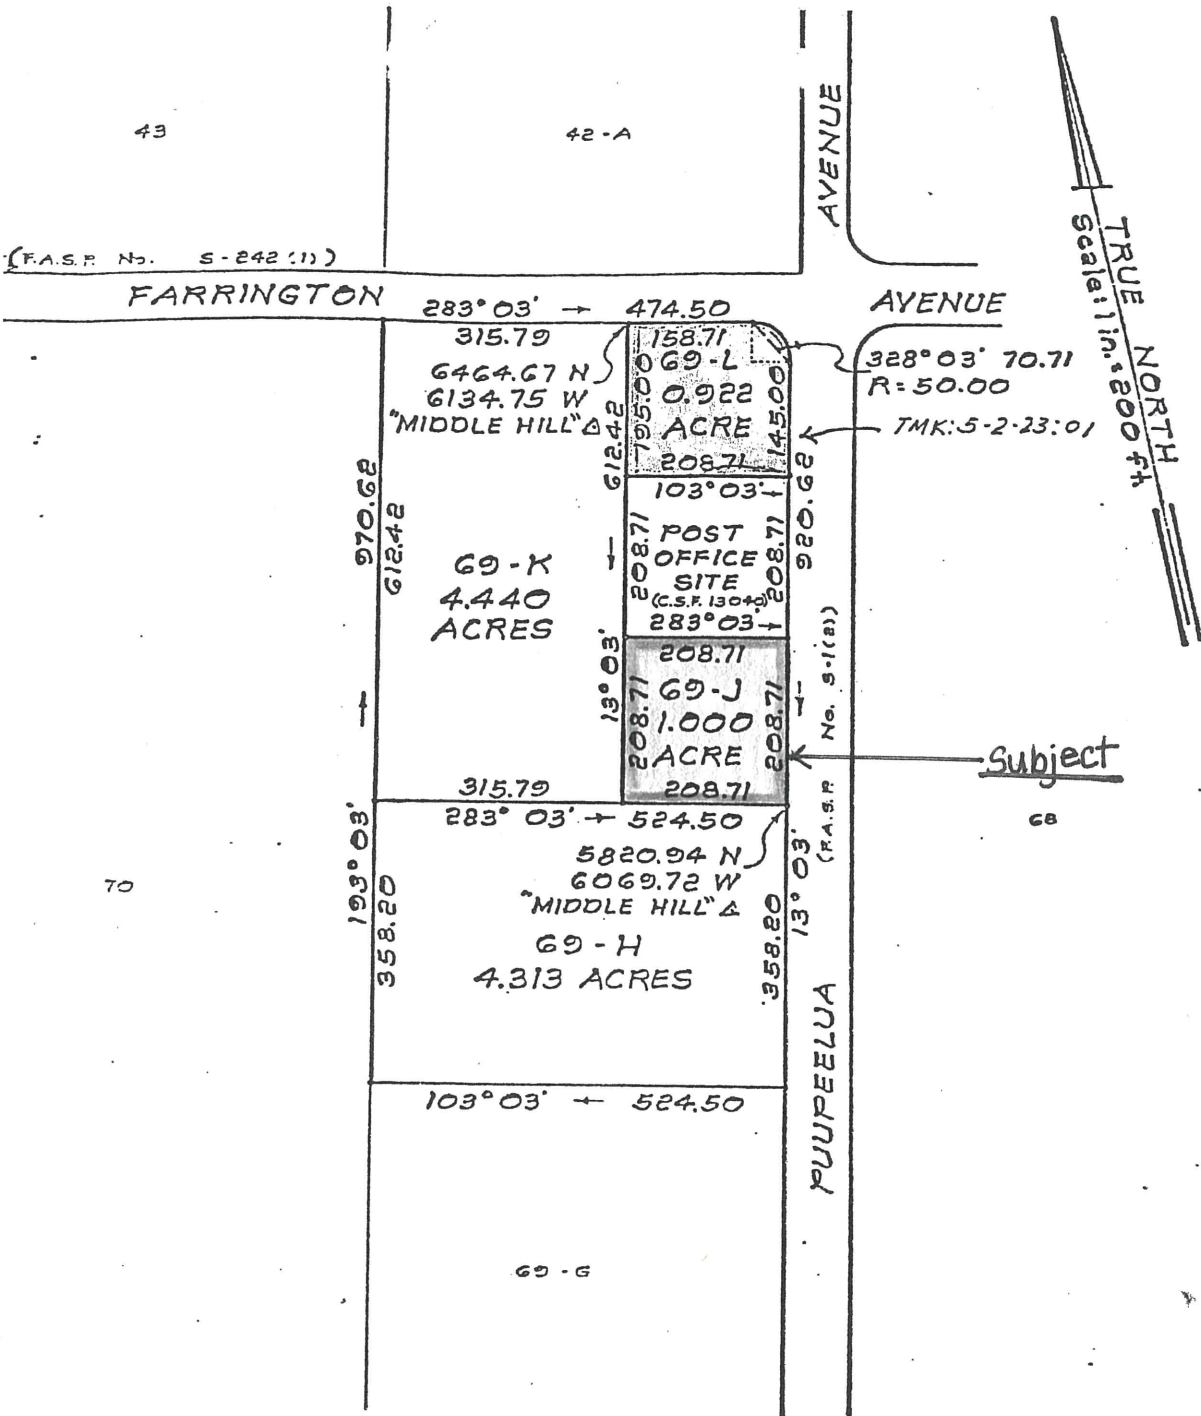 43
42-A
AVENUE
(F.A.S.P. No. S-242(1))
FARRINGTON
AVENUE
TRUE NORTH
Scale: 1 in. = 200 ft.
283° 03' → 474.50
315.79
158.71
6464.67 N
6134.75 W
"MIDDLE HILL" △
69-L
0.922
ACRE
195.00
145.00
208.71
328° 03' 70.71
R=50.00
TMK: 5-2-23:01
612.42
103° 03' →
920.62
970.62
612.42
69-K
4.440
ACRES
208.71
POST
OFFICE
SITE
(C.S.F. 13040)
208.71
283° 03' →
13° 03'
208.71
208.71
69-J
1.000
ACRE
208.71
208.71
(F.A.S.P. No. S-1(2))
Subject
68
315.79
283° 03' → 524.50
5820.94 N
6069.72 W
"MIDDLE HILL" △
193° 03'
13° 03'
70
358.20
69-H
4.313 ACRES
358.20
103° 03' ← 524.50
PUUPEELUA
69-G